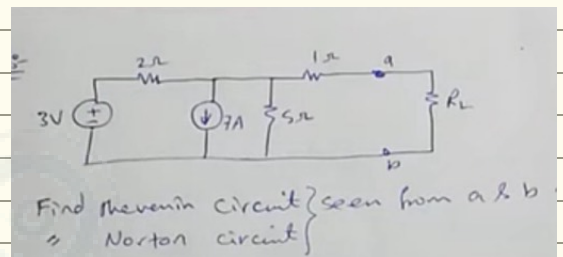 2Ω
1Ω
a
3V
7A
5Ω
RL
b
Find thevenin circuit } seen from a & b
" Norton circuit